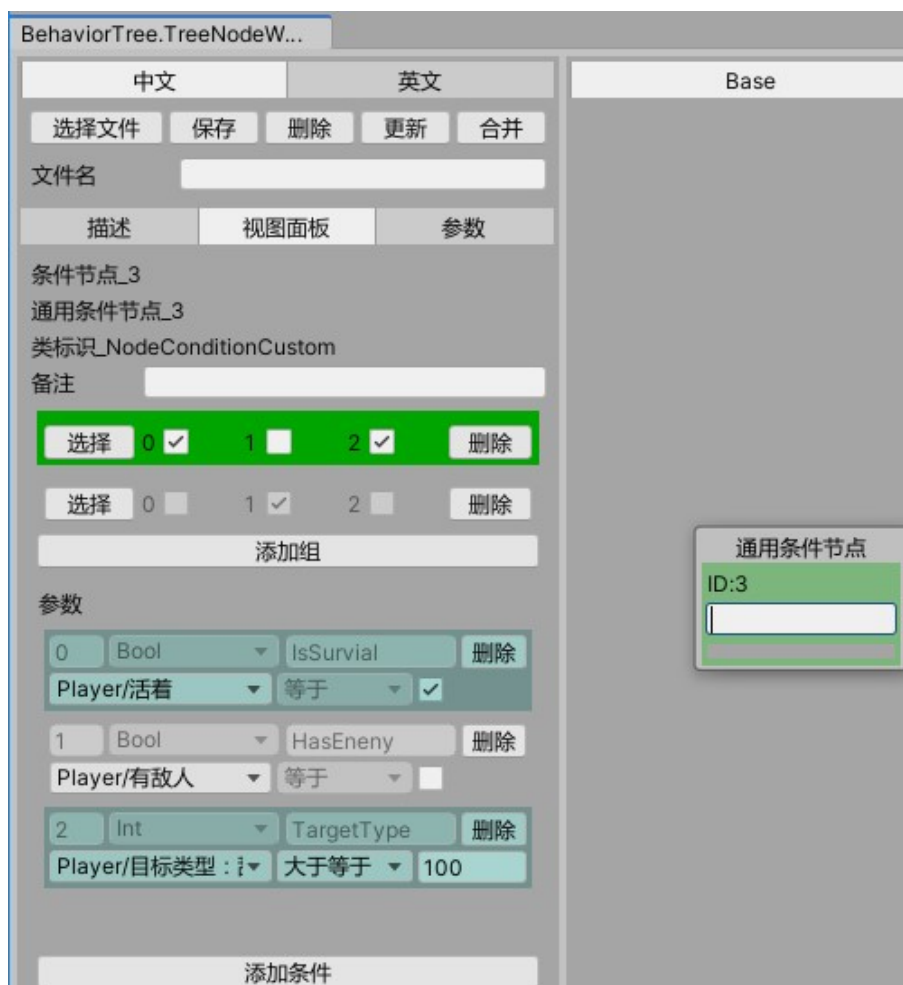 BehaviorTree.TreeNodeW...
中文 英文 Base
选择文件 保存 删除 更新 合并
文件名
描述 视图面板 参数
条件节点_3
通用条件节点_3
类标识_NodeConditionCustom
备注
选择 0 1 2 删除
选择 0 1 2 删除
添加组
通用条件节点
ID:3
参数
0 Bool IsSurvial 删除
Player/活着 等于
1 Bool HasEneny 删除
Player/有敌人 等于
2 Int TargetType 删除
Player/目标类型： 大于等于 100
添加条件